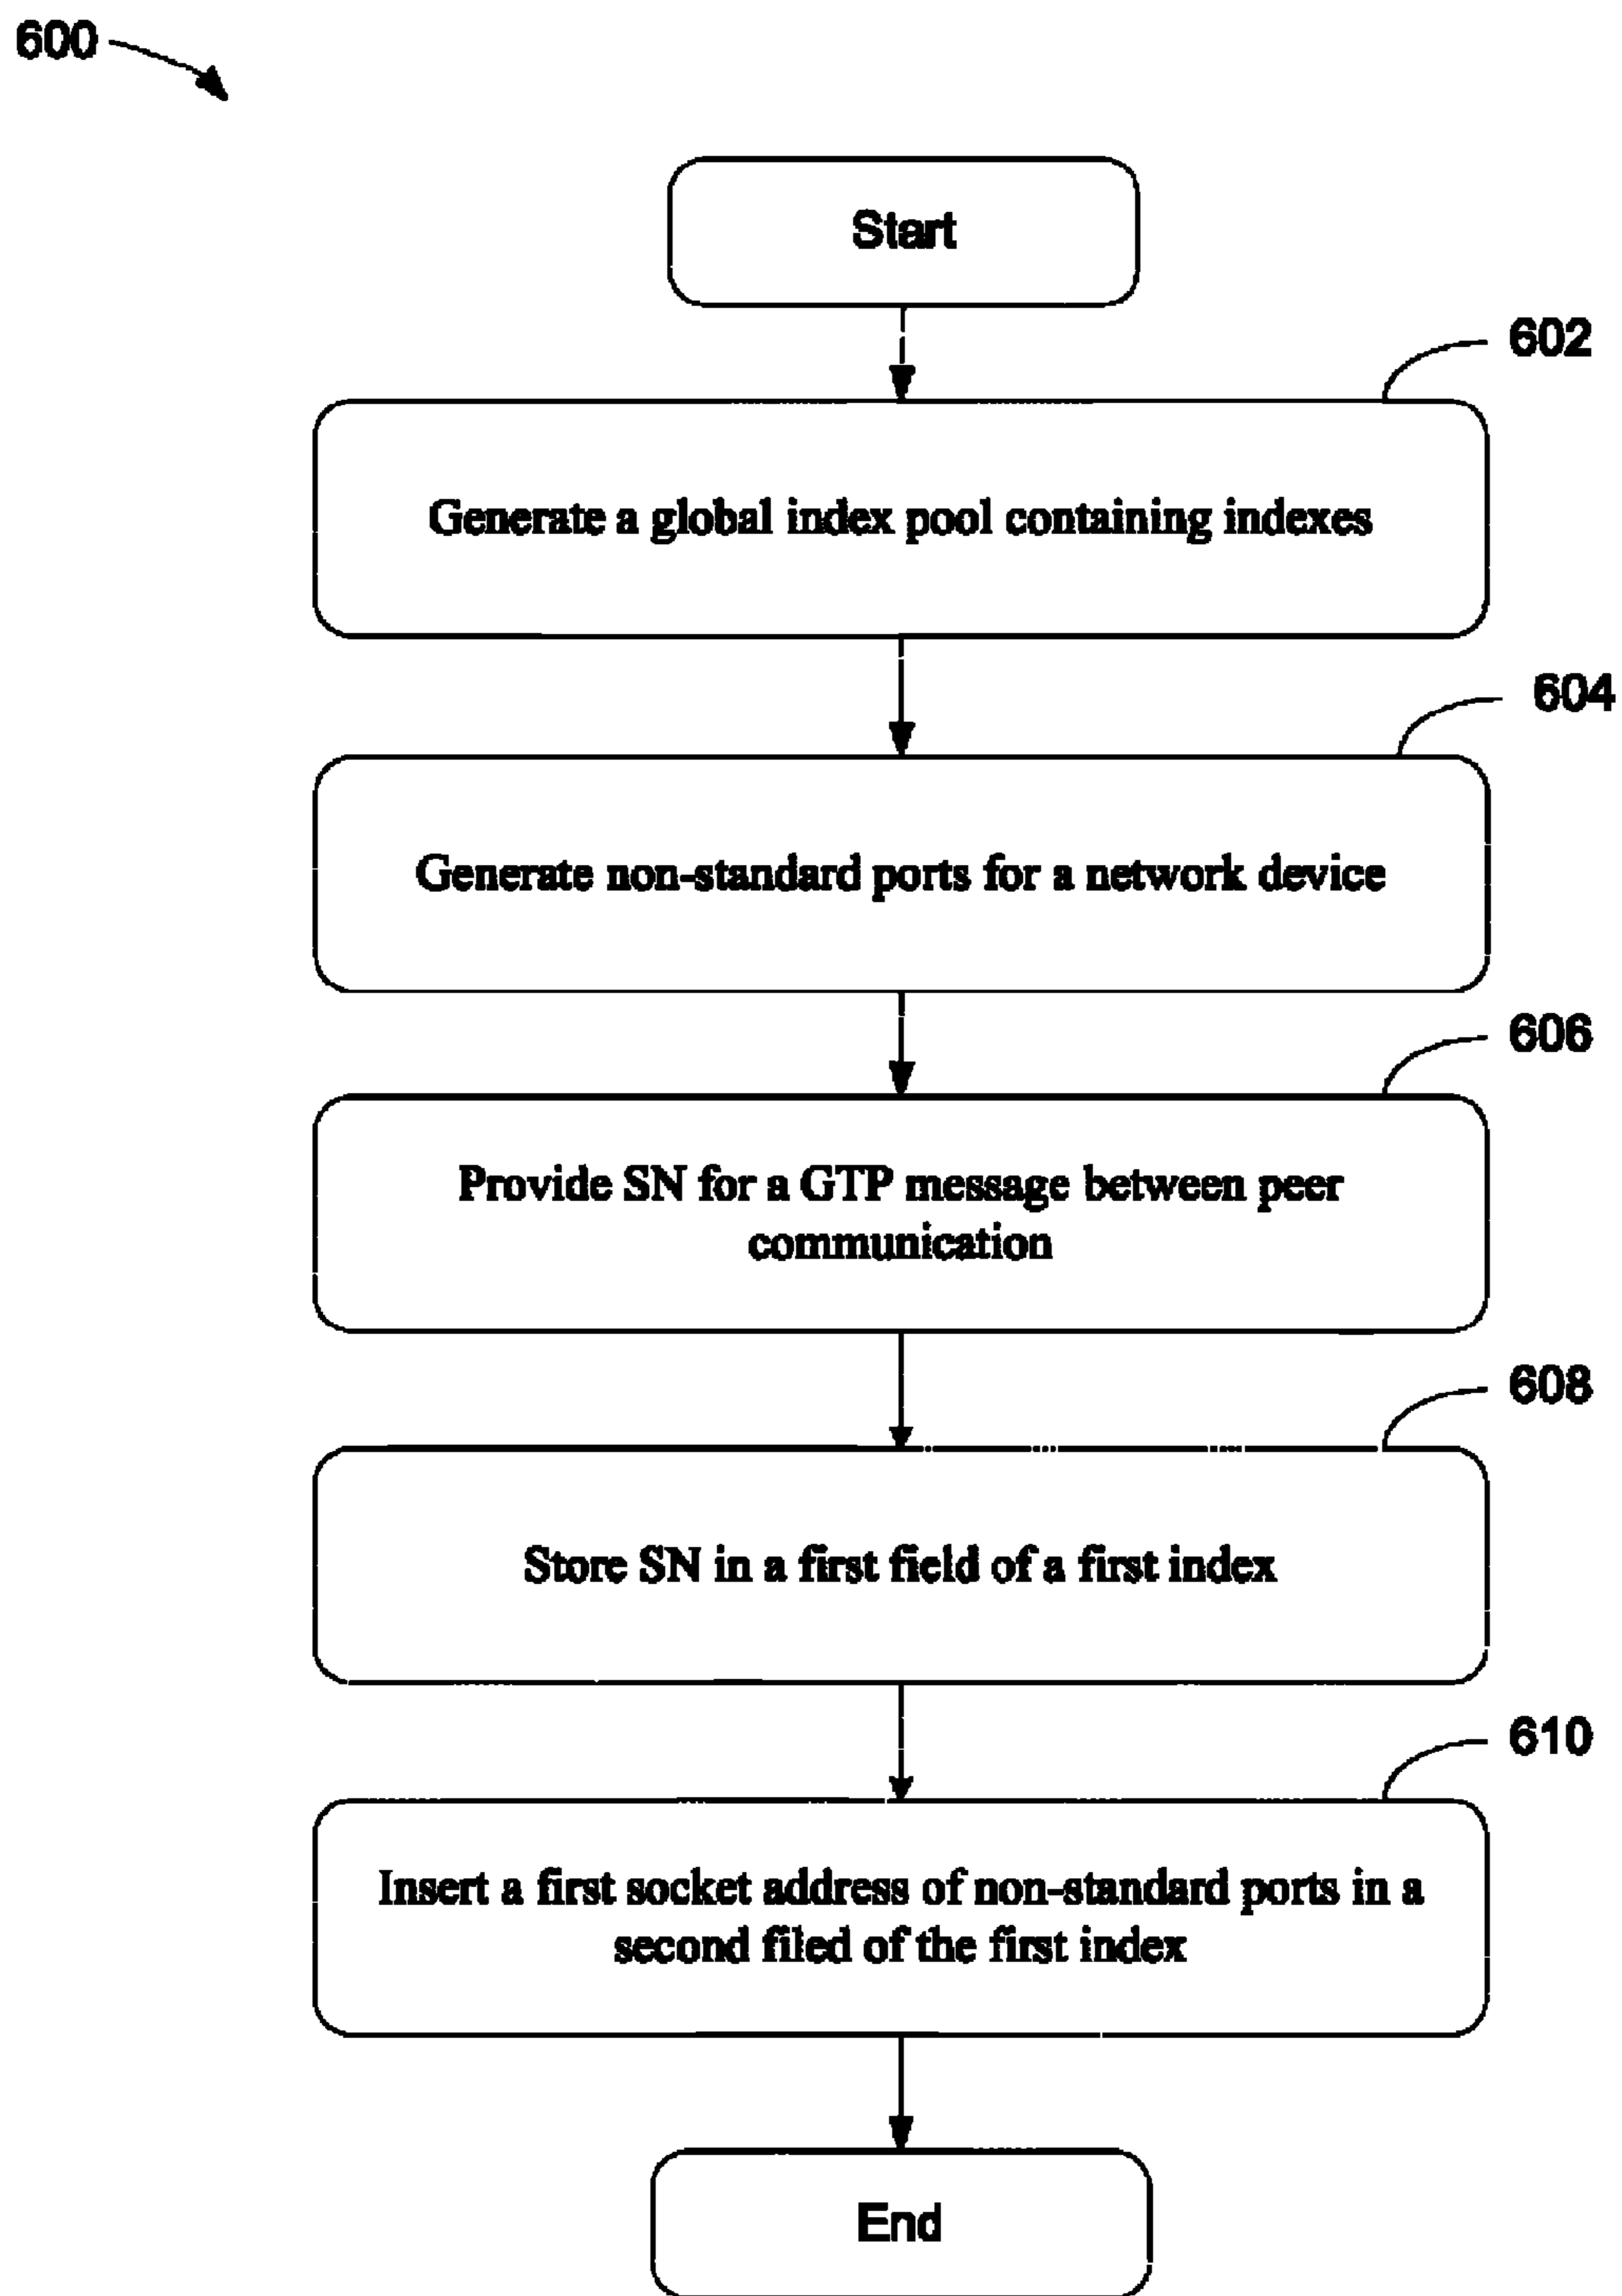 600
Start
602
Generate a global index pool containing indexes
604
Generate non-standard ports for a network device
606
Provide SN for a GTP message between peer
communication
608
Store SN in a first field of a first index
610
Insert a first socket address of non-standard ports in a
second filed of the first index
End